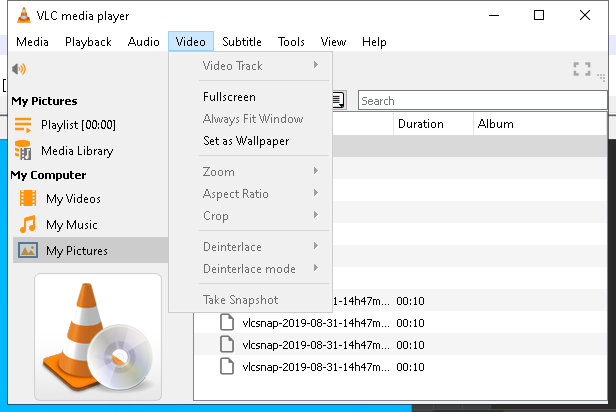 VLC media player
Media Playback Audio Video Subtitle Tools View Help
Video Track
Fullscreen
Always Fit Window
Set as Wallpaper
Zoom
Aspect Ratio
Crop
Deinterlace
Deinterlace mode
Take Snapshot
My Pictures
Playlist [00:00]
Media Library
My Computer
My Videos
My Music
My Pictures
Search
Duration Album
-31-14h47m... 00:10
vlcsnap-2019-08-31-14h47m... 00:10
vlcsnap-2019-08-31-14h47m... 00:10
vlcsnap-2019-08-31-14h47m... 00:10